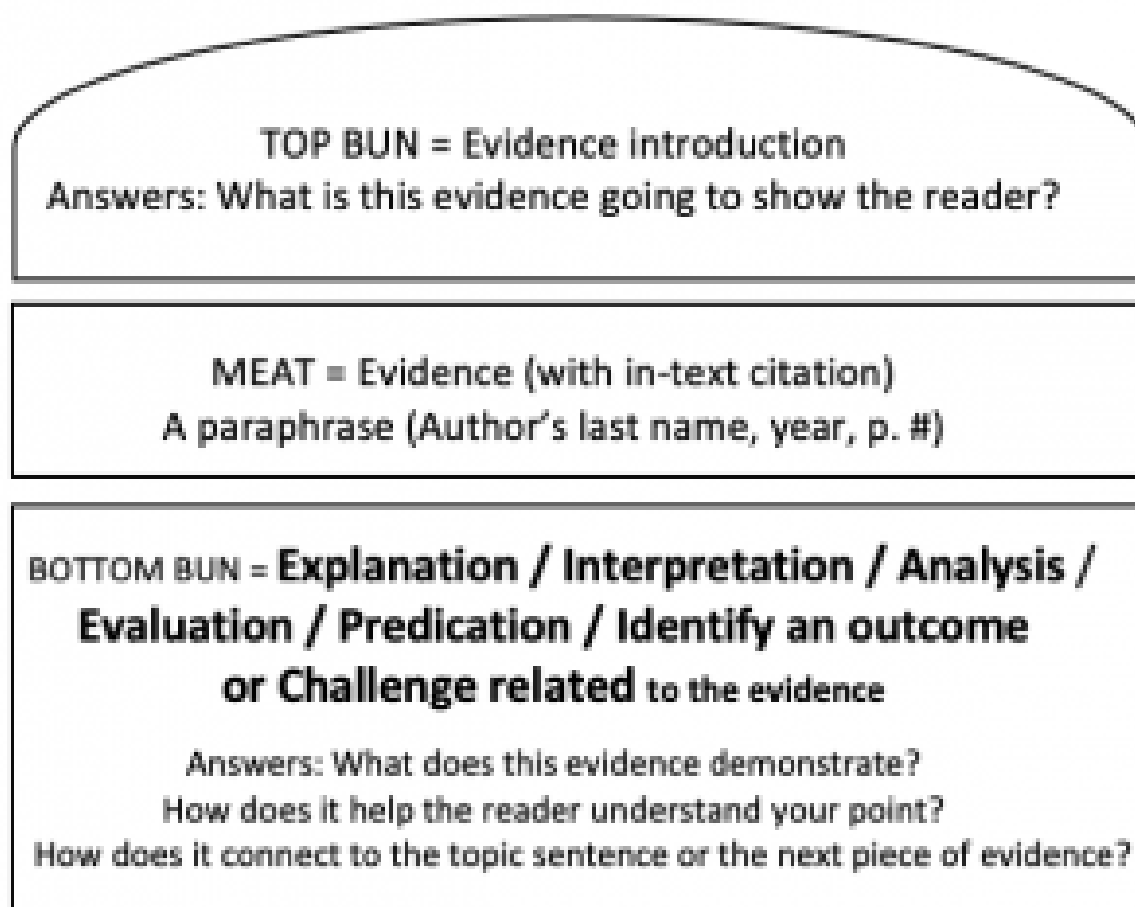 TOP BUN = Evidence introduction
Answers: What is this evidence going to show the reader?
MEAT = Evidence (with in-text citation)
A paraphrase (Author's last name, year, p. #)
BOTTOM BUN = Explanation / Interpretation / Analysis /
Evaluation / Predication / Identify an outcome
or Challenge related to the evidence
Answers: What does this evidence demonstrate?
How does it help the reader understand your point?
How does it connect to the topic sentence or the next piece of evidence?